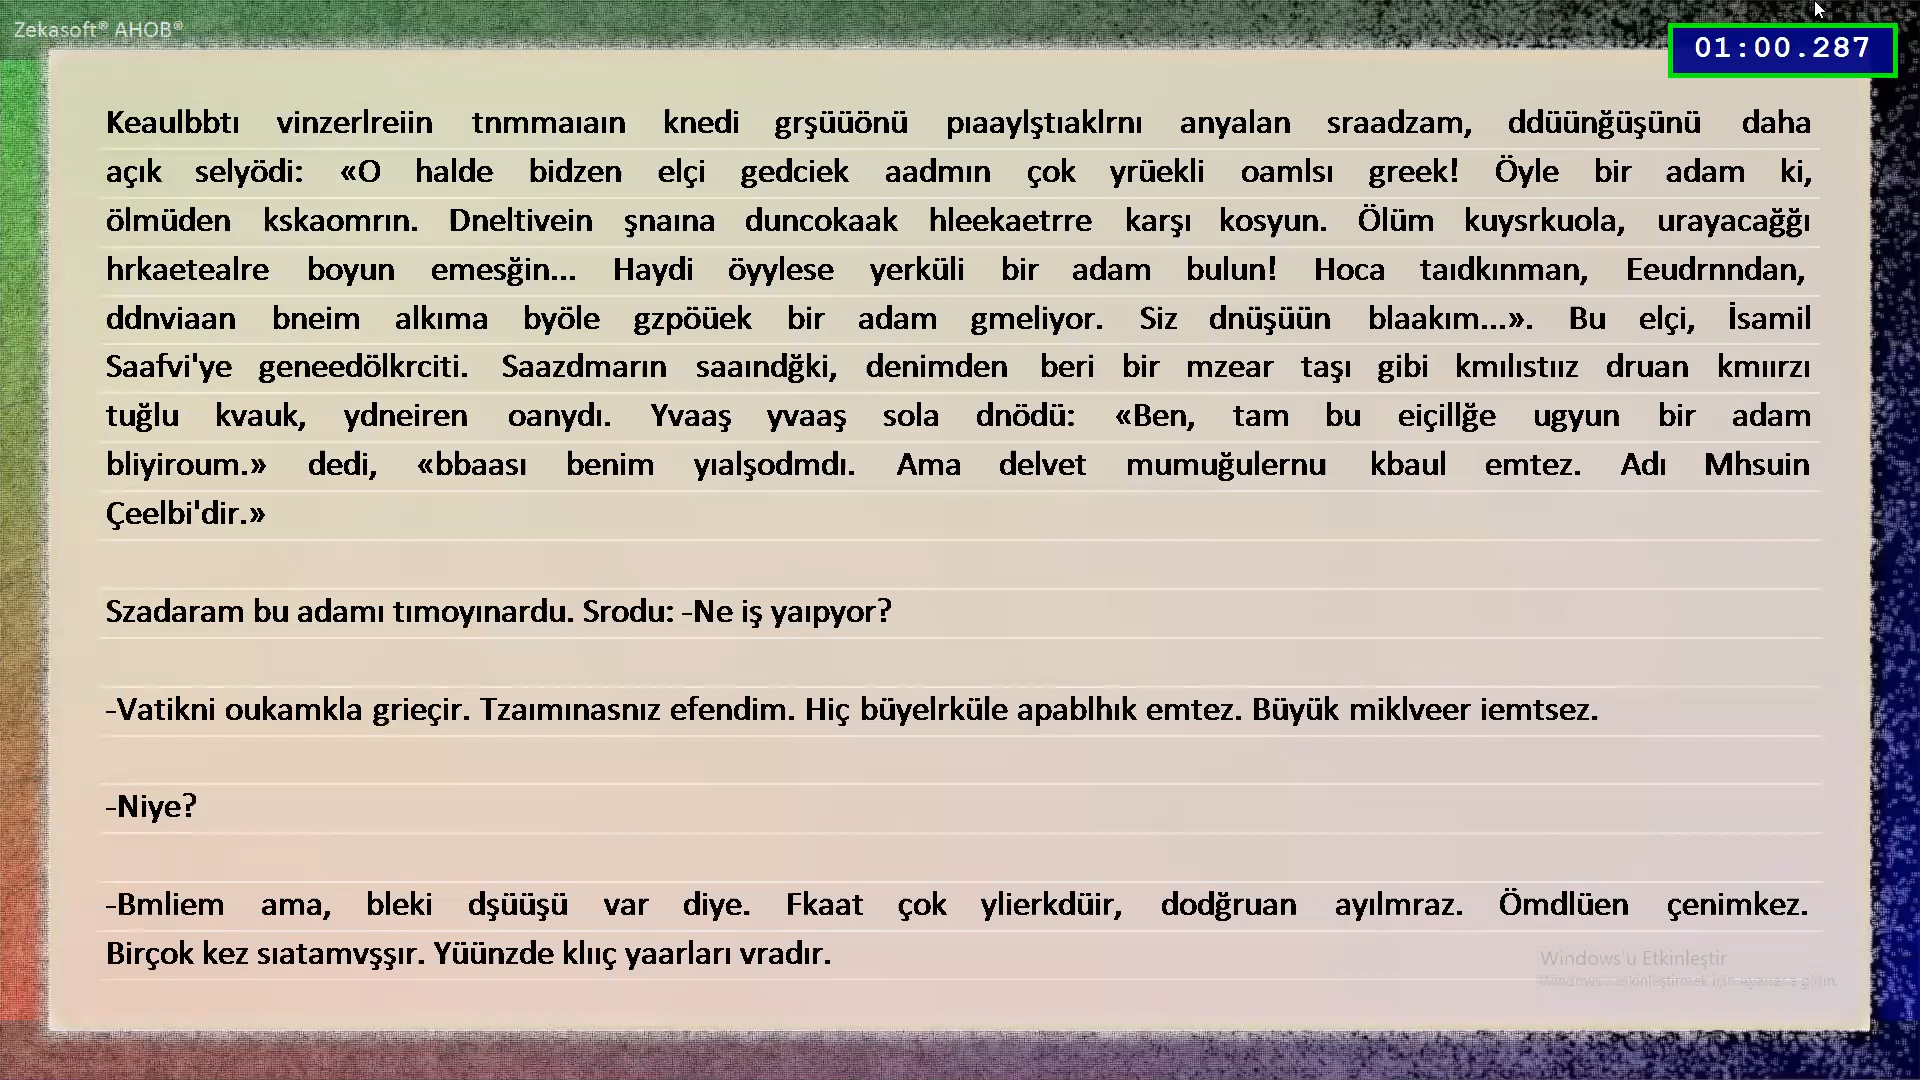 Zekasoft® AHOB®
01:00.287
Keaulbbtı vinzerlreiin tnmmaıaın knedi grşüüönü pıaaylştıaklrnı anyalan sraadzam, ddüünğüşünü daha
açık selyödi: «O halde bidzen elçi gedciek aadmın çok yrüekli oamlsı greek! Öyle bir adam ki,
ölmüden kskaomrın. Dneltivein şnaına duncokaak hleekaetrre karşı kosyun. Ölüm kuysrkuola, urayacağğı
hrkaetealre boyun emesğin... Haydi öyylese yerküli bir adam bulun! Hoca taıdkınman, Eeudrnndan,
ddnviaan bneim alkıma byöle gzpöüek bir adam gmeliyor. Siz dnüşüün blaakım...». Bu elçi, İsamil
Saafvi'ye geneedölkrciti. Saazdmarın saaındğki, denimden beri bir mzear taşı gibi kmılıstıız druan kmıırzı
tuğlu kvauk, ydneiren oanydı. Yvaaş yvaaş sola dnödü: «Ben, tam bu eiçillğe ugyun bir adam
bliyiroum.» dedi, «bbaası benim yıalşodmdı. Ama delvet mumuğulernu kbaul emtez. Adı Mhsuin
Çeelbi'dir.»
Szadaram bu adamı tımoyınardu. Srodu: -Ne iş yaıpyor?
-Vatikni oukamkla grieçir. Tzaımınasnız efendim. Hiç büyelrküle apablhık emtez. Büyük miklveer iemtsez.
-Niye?
-Bmliem ama, bleki dşüüşü var diye. Fkaat çok ylierkdüir, dodğruan ayılmraz. Ömdlüen çenimkez.
Birçok kez sıatamvşşır. Yüünzde klııç yaarları vradır.
Windows'u Etkinleştir